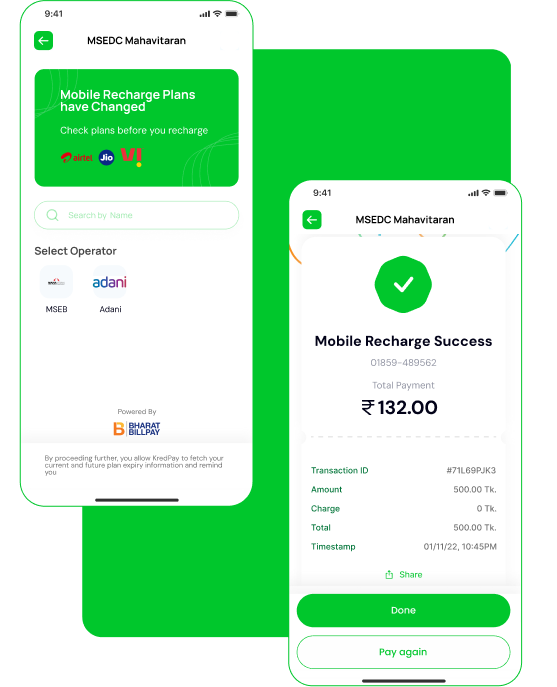 9:41
MSEDC Mahavitaran
Mobile Recharge Plans
have Changed
Check plans before you recharge
airtel
Jio
VI
Search by Name
Select Operator
adani
MSEB
Adani
Powered By
BHARAT
BILLPAY
By proceeding further, you allow KredPay to fetch your
current and future plan expiry information and remind
you
9:41
MSEDC Mahavitaran
Mobile Recharge Success
01859-489562
Total Payment
₹132.00
Transaction ID
#71L69PJK3
Amount
500.00 Tk.
Charge
0 Tk.
Total
500.00 Tk.
Timestamp
01/11/22, 10:45PM
Share
Done
Pay again